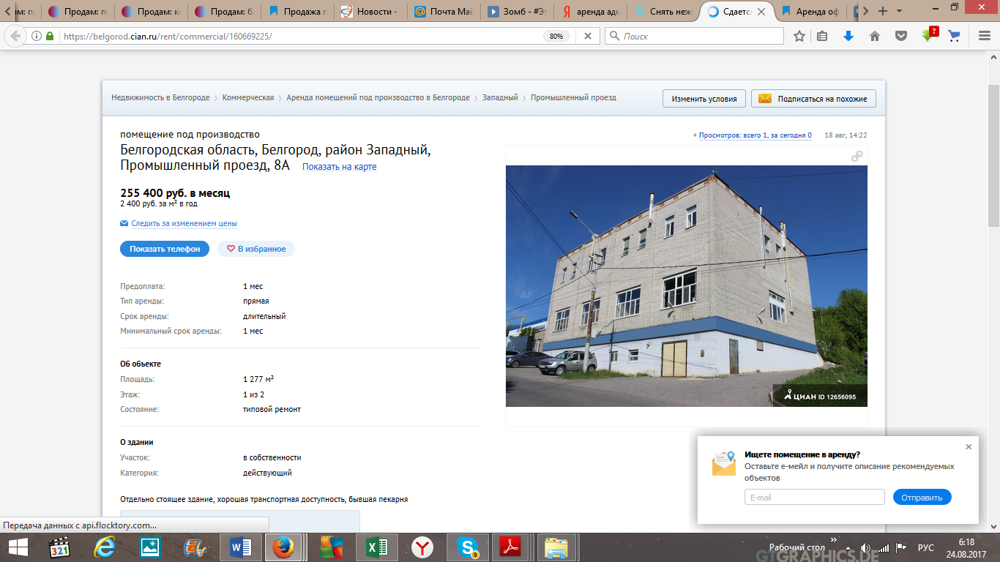 ам: п
Продам: п
Продам: ко
Продам: б
Продажа п
Новости -
Почта Mail
Зомб - #Эт
аренда адм
Снять неж
Сдаетс
Аренда оф
https://belgorod.cian.ru/rent/commercial/160669225/
80%
Поиск
?
Недвижимость в Белгороде > Коммерческая > Аренда помещений под производство в Белгороде > Западный > Промышленный проезд
Изменить условия
Подписаться на похожие
помещение под производство
+ Просмотров: всего 1, за сегодня 0
18 авг, 14:22
Белгородская область, Белгород, район Западный,
Промышленный проезд, 8А Показать на карте
255 400 руб. в месяц
2 400 руб. за м² в год
Следить за изменением цены
Показать телефон
В избранное
Предоплата: 1 мес
Тип аренды: прямая
Срок аренды: длительный
Минимальный срок аренды: 1 мес
Об объекте
Площадь: 1 277 м²
Этаж: 1 из 2
Состояние: типовой ремонт
ЦИАН ID 12656095
О здании
Участок: в собственности
Категория: действующий
Отдельно стоящее здание, хорошая транспортная доступность, бывшая пекарня
Ищете помещение в аренду?
Оставьте е-мейл и получите описание рекомендуемых
объектов
E-mail
Отправить
Передача данных с api.flocktory.com...
321
9
Рабочий стол
»
РУС
6:18
24.08.2017
GTGRAPHICS.DE